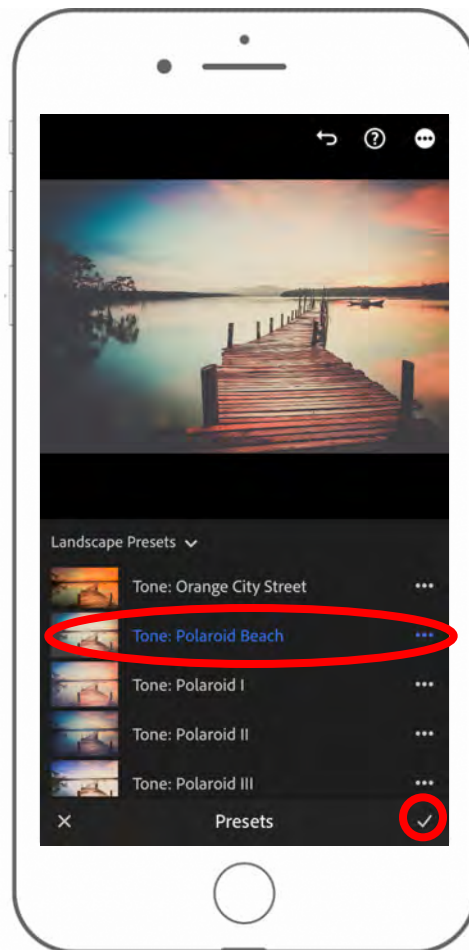 Landscape Presets
Tone: Orange City Street
Tone: Polaroid Beach
Tone: Polaroid I
Tone: Polaroid II
Tone: Polaroid III
Presets